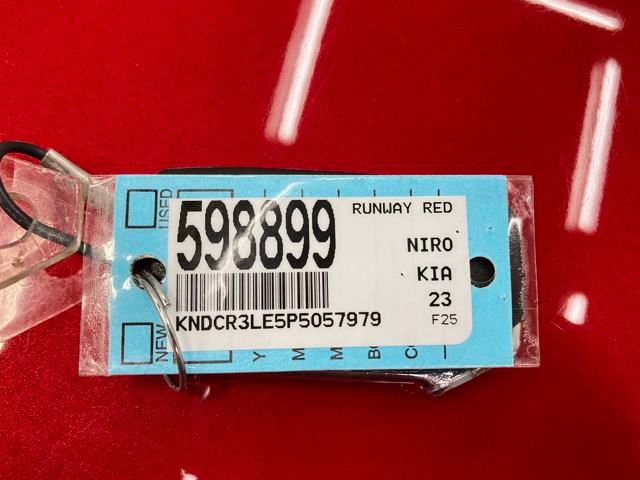 598899
RUNWAY RED
NIRO
KIA
23
F25
KNDCR3LE5P5057979
USED
NEW
Y
M
M